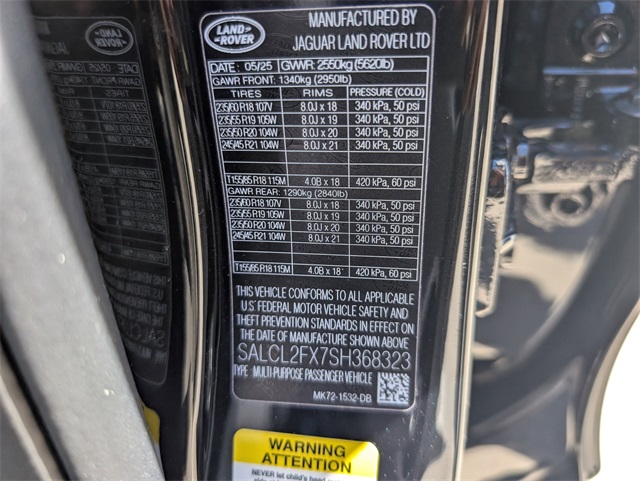 LAND ROVER
MANUFACTURED BY
JAGUAR LAND ROVER LTD
DATE: 05/25 GVWR: 2550kg (5620lb)
GAWR FRONT: 1340kg (2950lb)
TIRES RIMS PRESSURE (COLD)
235/60 R18 107V 8.0J x 18 340 kPa, 50 psi
235/55 R19 105W 8.0J x 19 340 kPa, 50 psi
235/50 R20 104W 8.0J x 20 340 kPa, 50 psi
245/45 R21 104W 8.0J x 21 340 kPa, 50 psi
T155/85 R18 115M 4.0B x 18 420 kPa, 60 psi
GAWR REAR: 1290kg (2840lb)
235/60 R18 107V 8.0J x 18 340 kPa, 50 psi
235/55 R19 105W 8.0J x 19 340 kPa, 50 psi
235/50 R20 104W 8.0J x 20 340 kPa, 50 psi
245/45 R21 104W 8.0J x 21 340 kPa, 50 psi
T155/85 R18 115M 4.0B x 18 420 kPa, 60 psi
THIS VEHICLE CONFORMS TO ALL APPLICABLE
U.S. FEDERAL MOTOR VEHICLE SAFETY AND
THEFT PREVENTION STANDARDS IN EFFECT ON
THE DATE OF MANUFACTURE SHOWN ABOVE
SALCL2FX7SH368323
TYPE MULTI-PURPOSE PASSENGER VEHICLE
MK72-1532-DB
WARNING
ATTENTION
NEVER let child's head